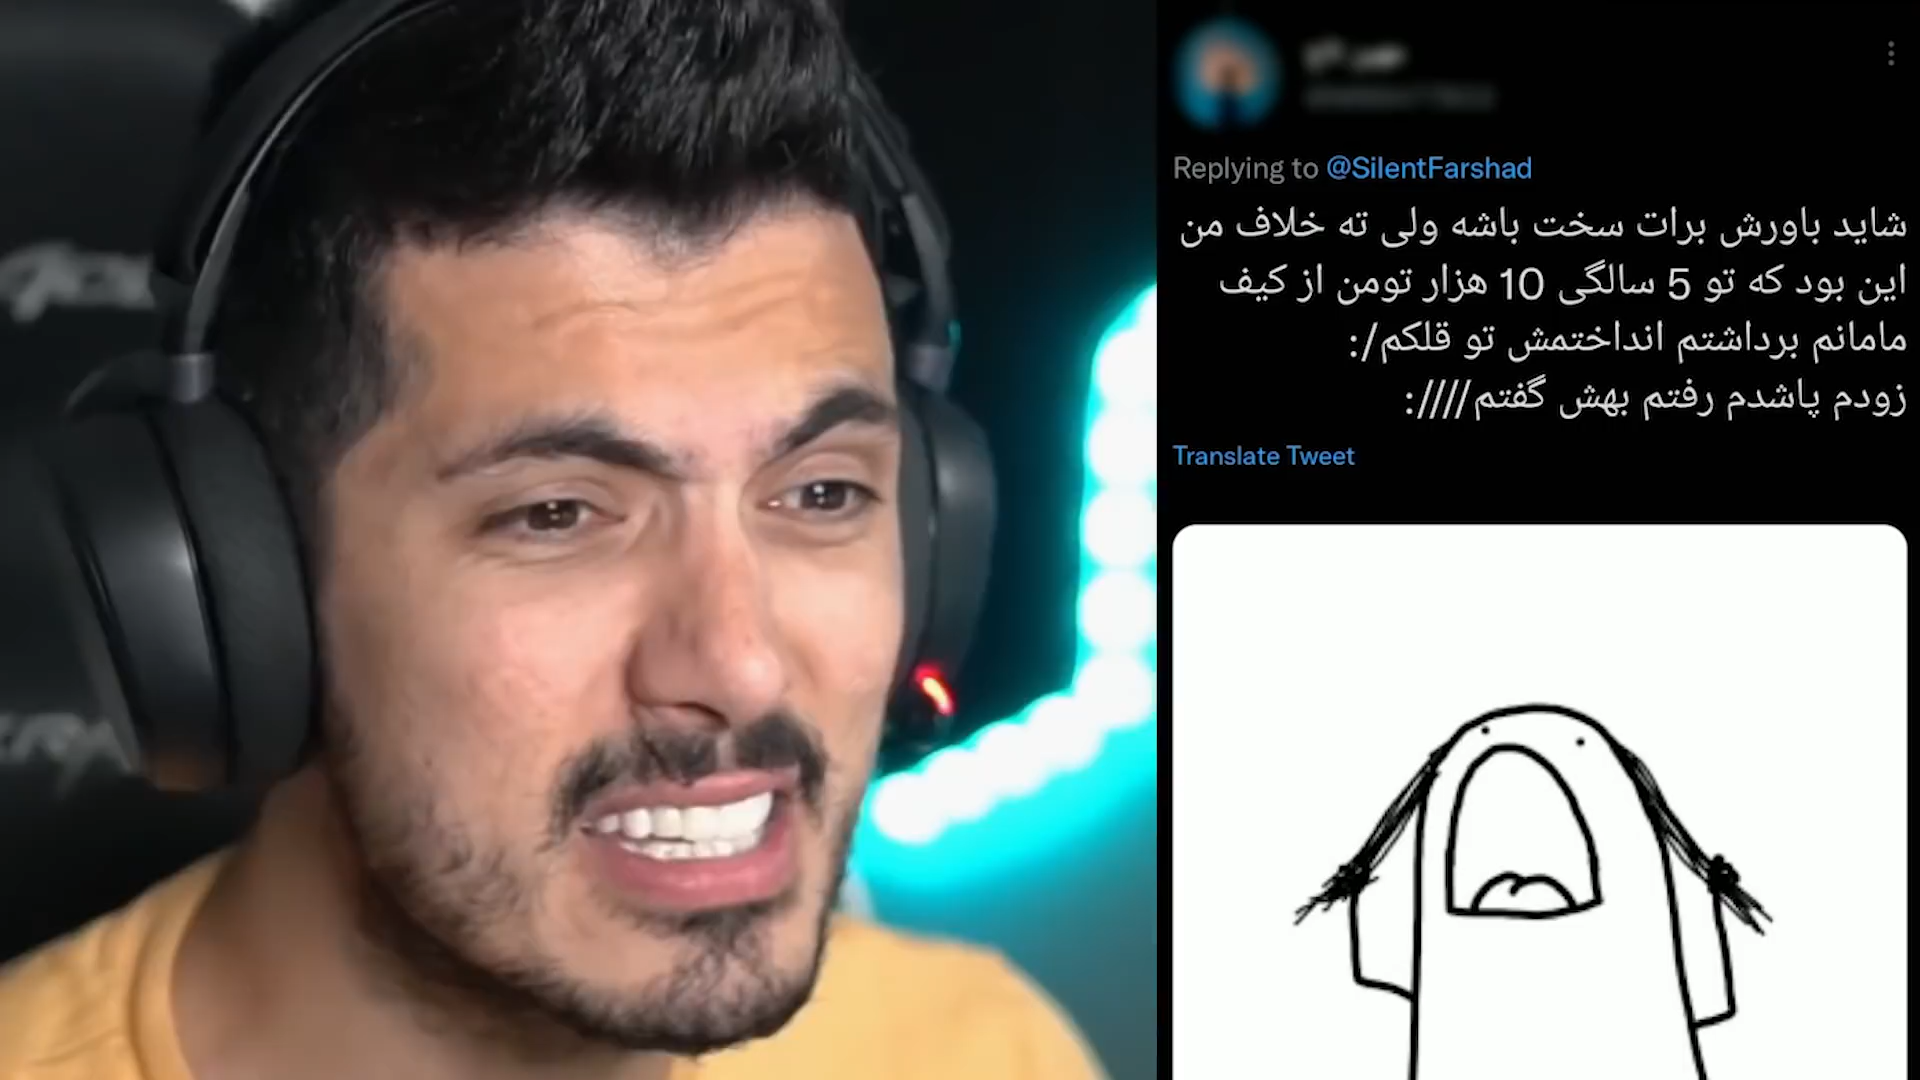 Replying to @SilentFarshad
شاید باورش برات سخت باشه ولی ته خلاف من
این بود که تو 5 سالگی 10 هزار تومن از کیف
مامانم برداشتم انداختمش تو قلکم/:
زودم پاشدم رفتم بهش گفتم////:
Translate Tweet